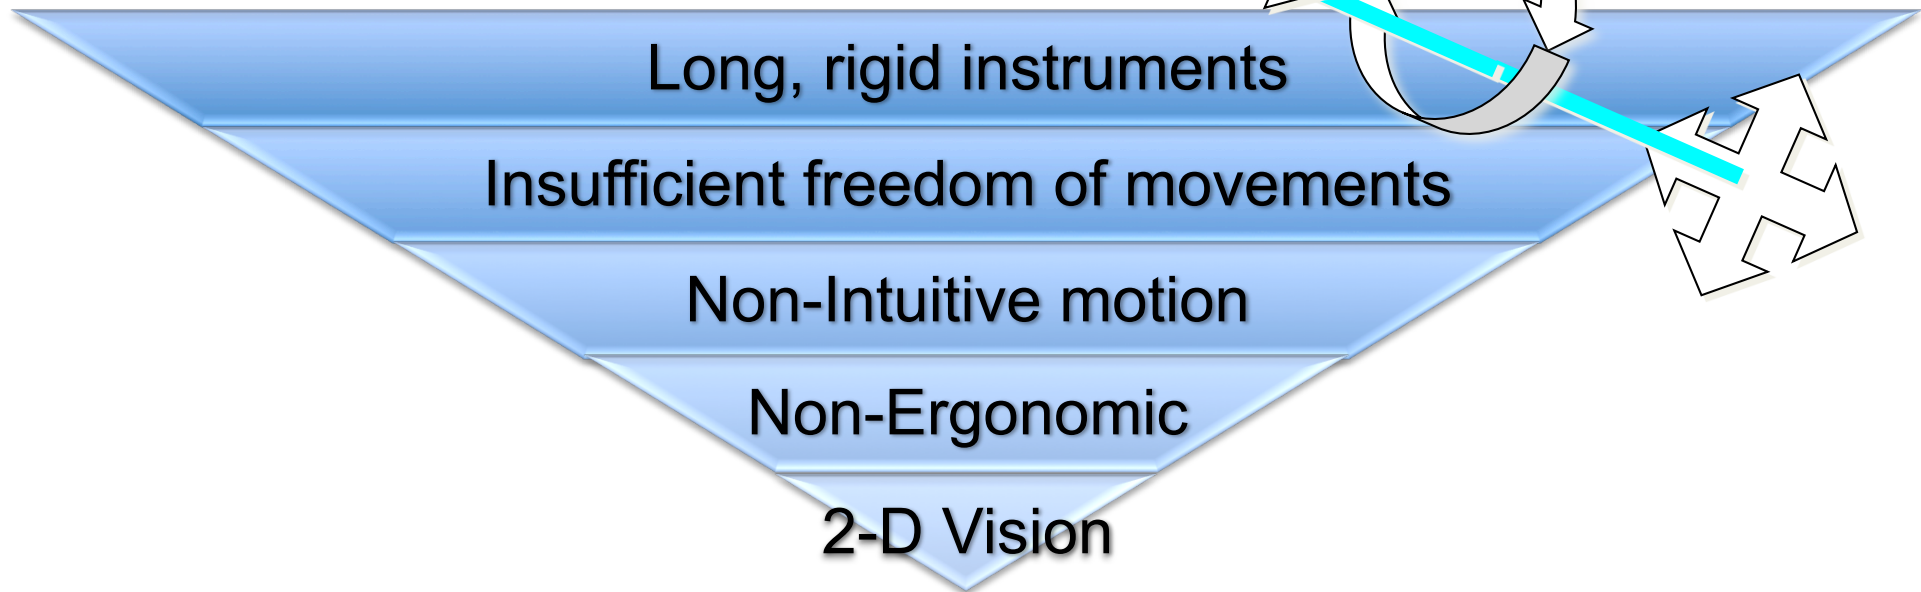 Long, rigid instruments
Insufficient freedom of movements
Non-Intuitive motion
Non-Ergonomic
2-D Vision